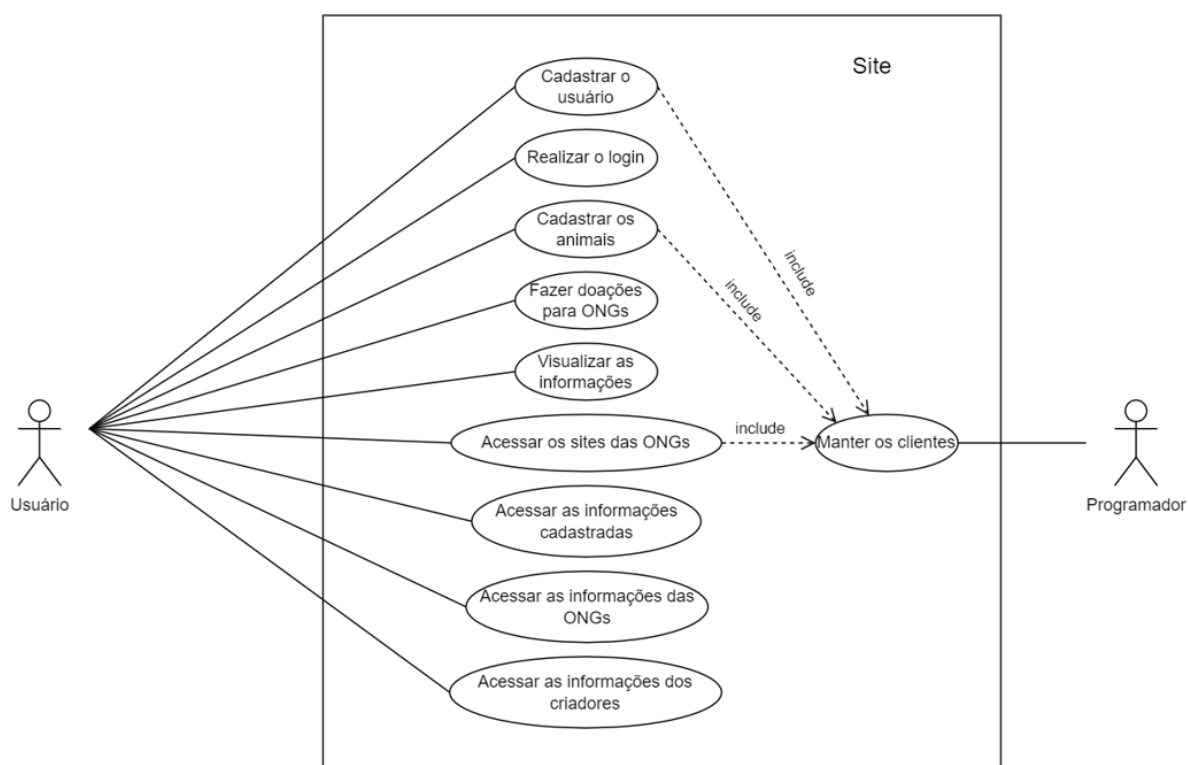 Site
Cadastrar o
usuário
Realizar o login
Cadastrar os
animais
include
include
Fazer doações
para ONGs
Visualizar as
informações
Acessar os sites das ONGs
include
Manter os clientes
Usuário
Programador
Acessar as informações
cadastradas
Acessar as informações das
ONGs
Acessar as informações dos
criadores